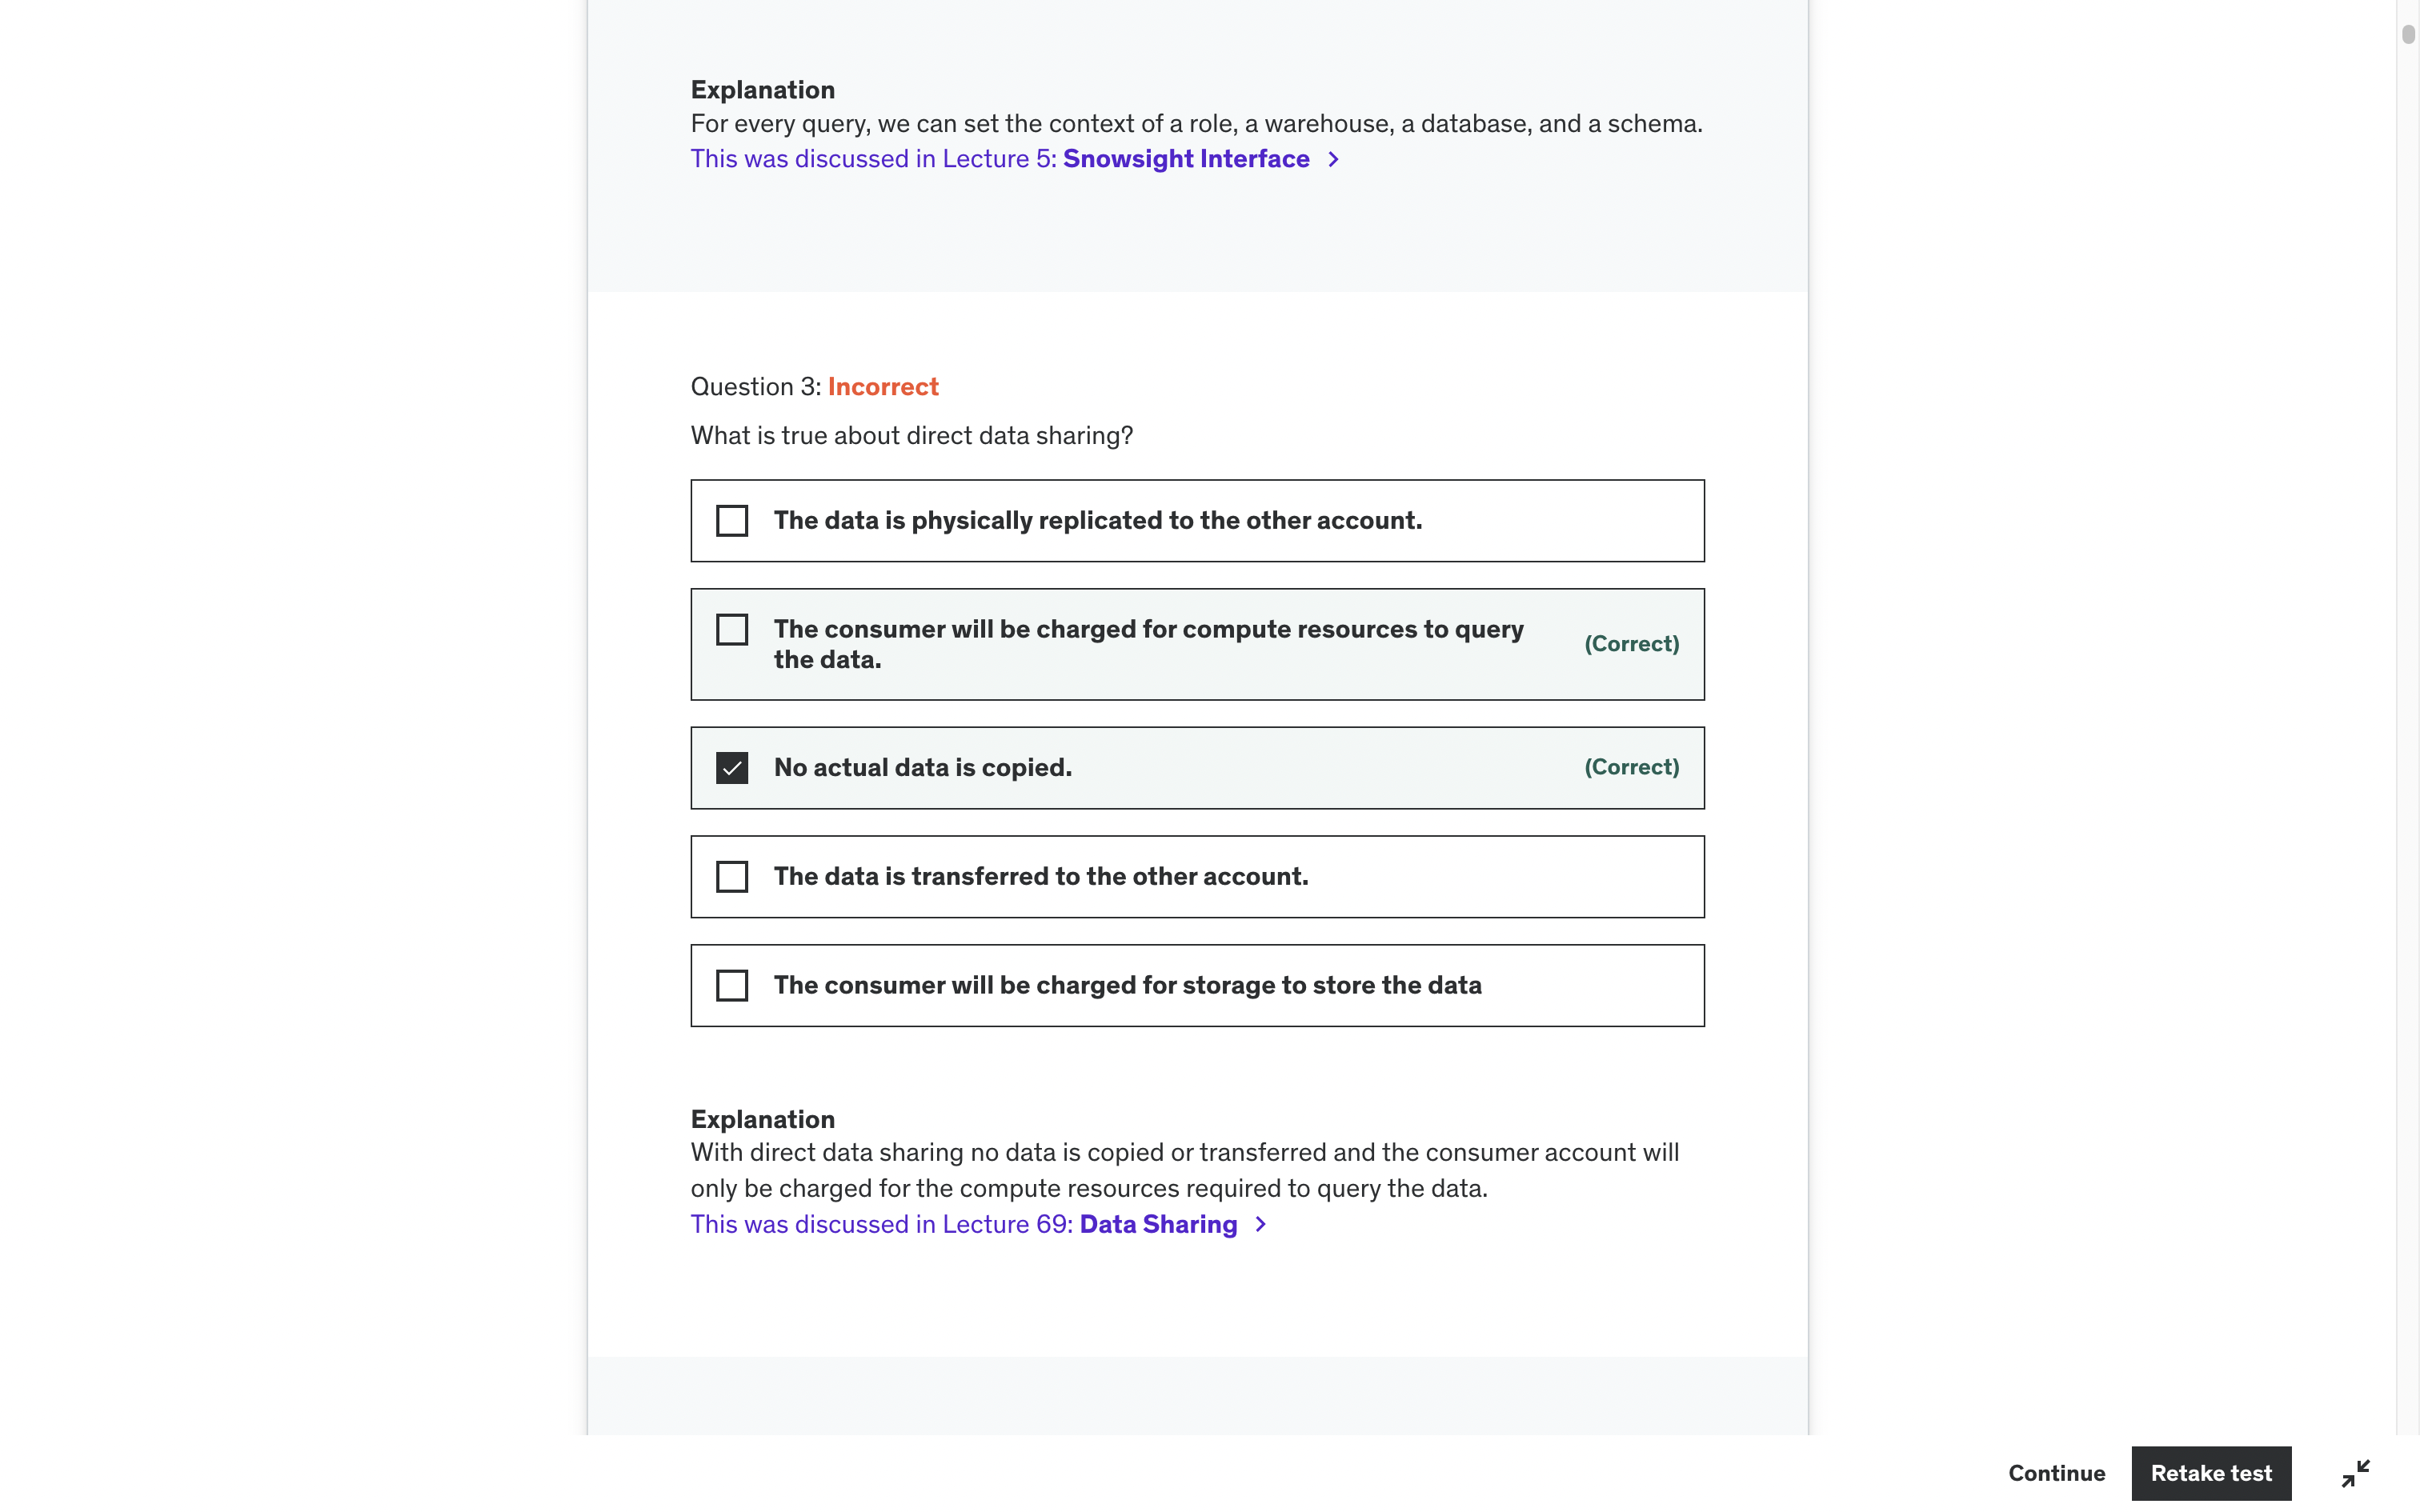 Explanation
For every query, we can set the context of a role, a warehouse, a database, and a schema.
This was discussed in Lecture 5: Snowsight Interface >
Question 3: Incorrect
What is true about direct data sharing?
The data is physically replicated to the other account.
The consumer will be charged for compute resources to query
the data.
(Correct)
No actual data is copied.
(Correct)
The data is transferred to the other account.
The consumer will be charged for storage to store the data
Explanation
With direct data sharing no data is copied or transferred and the consumer account will
only be charged for the compute resources required to query the data.
This was discussed in Lecture 69: Data Sharing >
Continue
Retake test